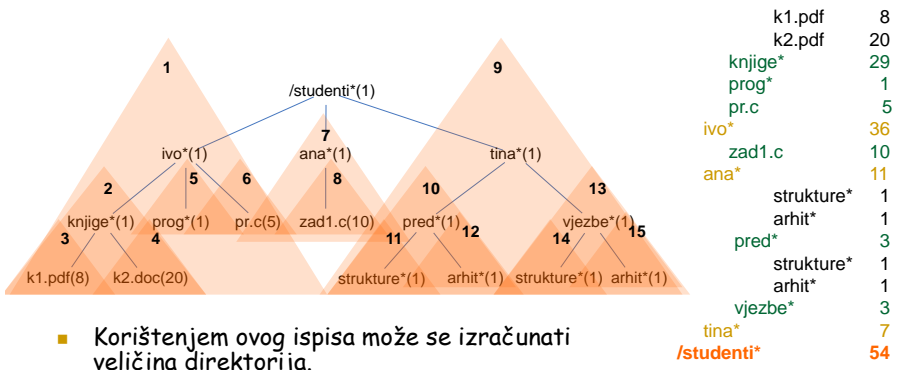 1
9
/studenti*(1)
7
ivo*(1)
ana*(1)
tina*(1)
2
5
6
8
10
13
knjige*(1)
prog*(1)
pr.c(5)
zad1.c(10)
pred*(1)
vjezbe*(1)
3
4
11
12
14
15
k1.pdf(8)
k2.doc(20)
strukture*(1)
arhit*(1)
strukture*(1)
arhit*(1)
▪ Korištenjem ovog ispisa može se izračunati
veličina direktorija.
k1.pdf 8
k2.pdf 20
knjige* 29
prog* 1
pr.c 5
ivo* 36
zad1.c 10
ana* 11
strukture* 1
arhit* 1
pred* 3
strukture* 1
arhit* 1
vjezbe* 3
tina* 7
/studenti* 54